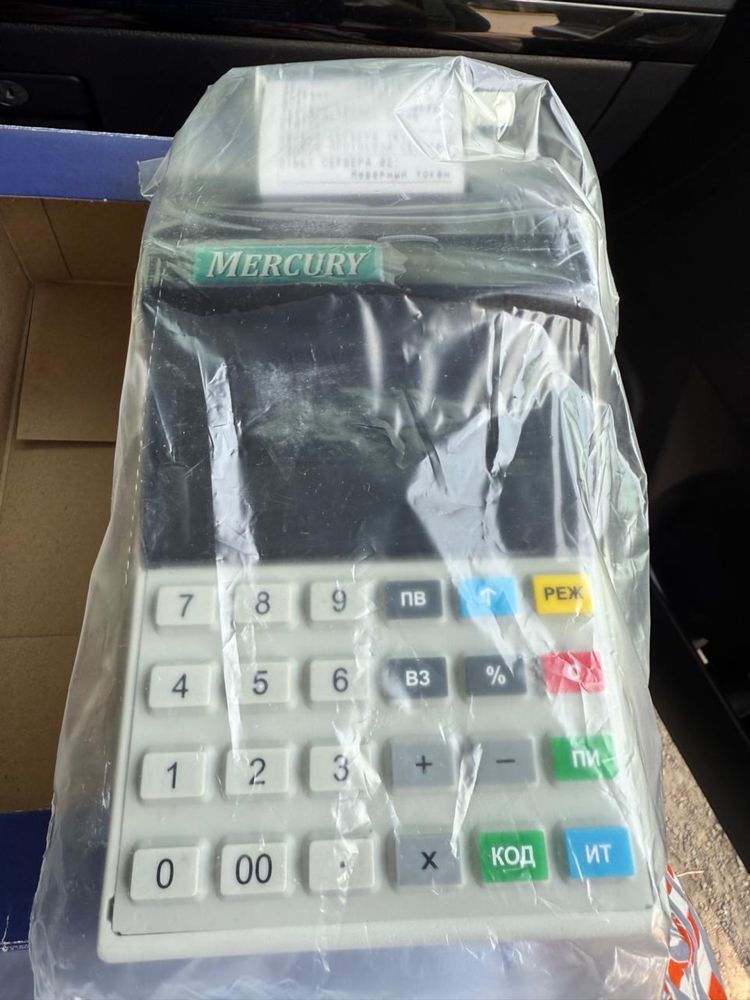 ОТВЕТ СЕРВЕРА 82:
Неверный токен
MERCURY
7 8 9 ПВ ↑ РЕЖ
4 5 6 ВЗ % С
1 2 3 + − ПИ
0 00 . X КОД ИТ